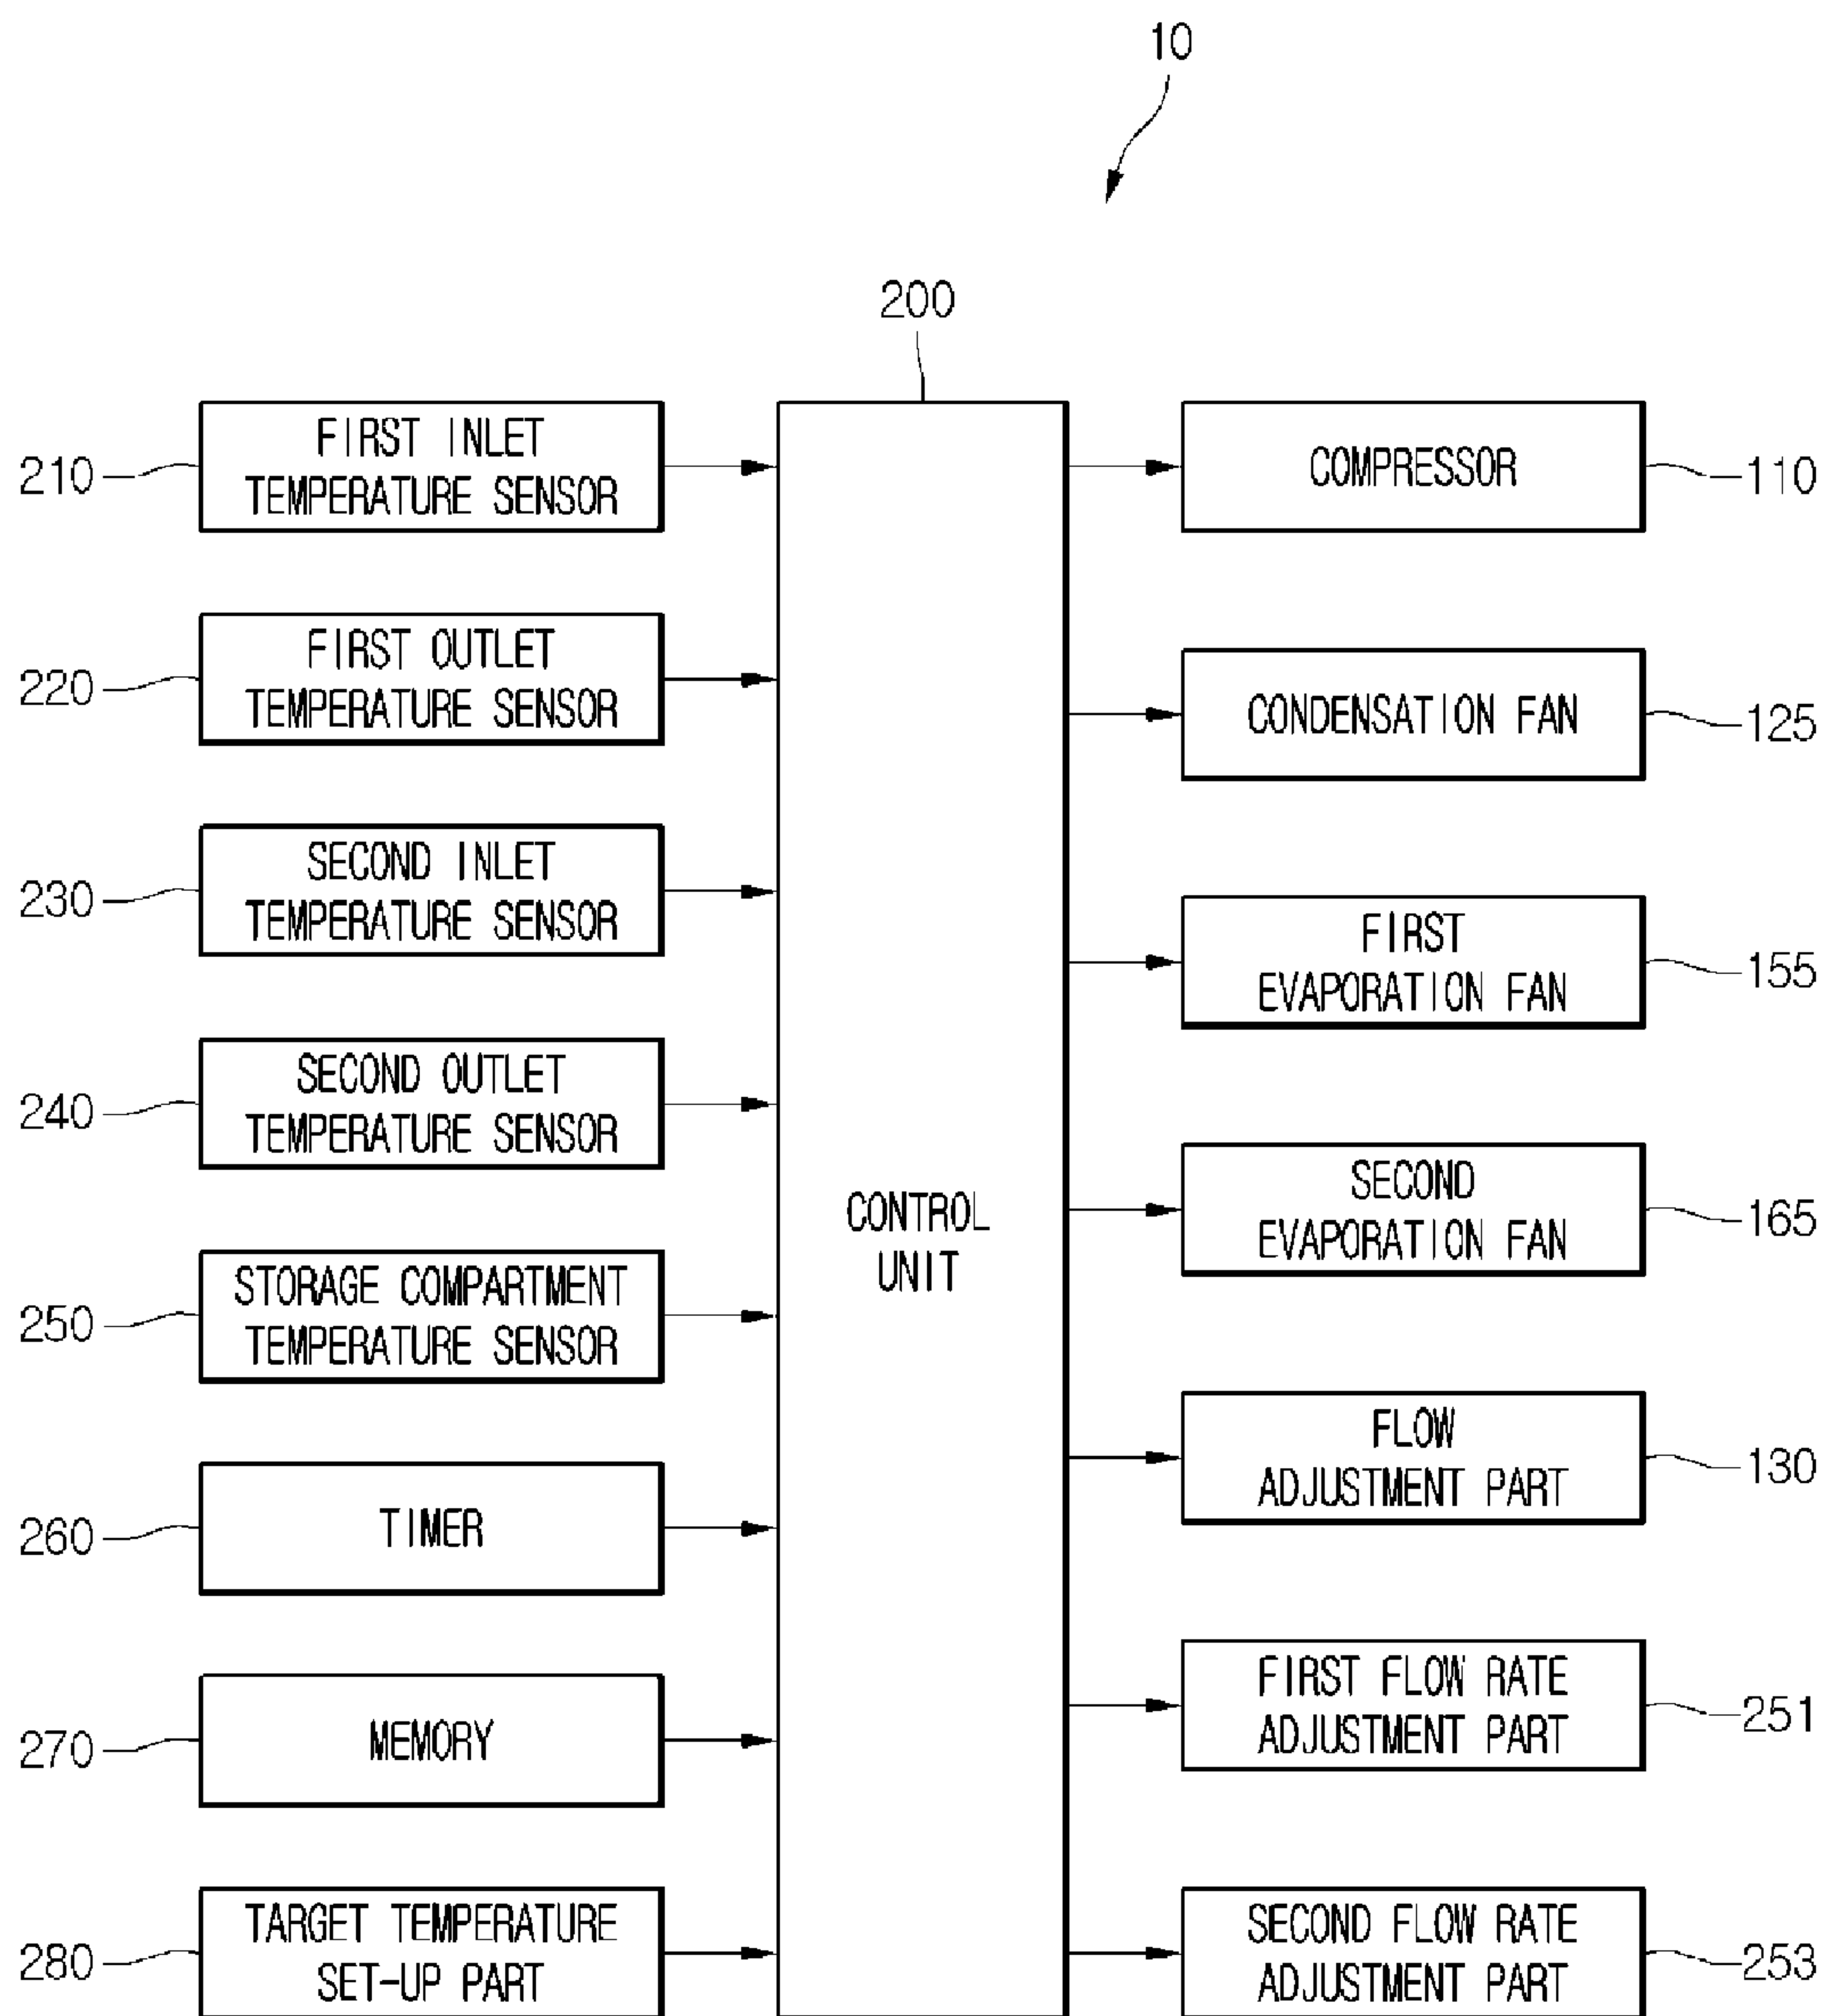 10
200
210
FIRST INLET
TEMPERATURE SENSOR
220
FIRST OUTLET
TEMPERATURE SENSOR
230
SECOND INLET
TEMPERATURE SENSOR
240
SECOND OUTLET
TEMPERATURE SENSOR
250
STORAGE COMPARTMENT
TEMPERATURE SENSOR
260
TIMER
270
MEMORY
280
TARGET TEMPERATURE
SET-UP PART
CONTROL
UNIT
COMPRESSOR
110
CONDENSATION FAN
125
FIRST
EVAPORATION FAN
155
SECOND
EVAPORATION FAN
165
FLOW
ADJUSTMENT PART
130
FIRST FLOW RATE
ADJUSTMENT PART
251
SECOND FLOW RATE
ADJUSTMENT PART
253